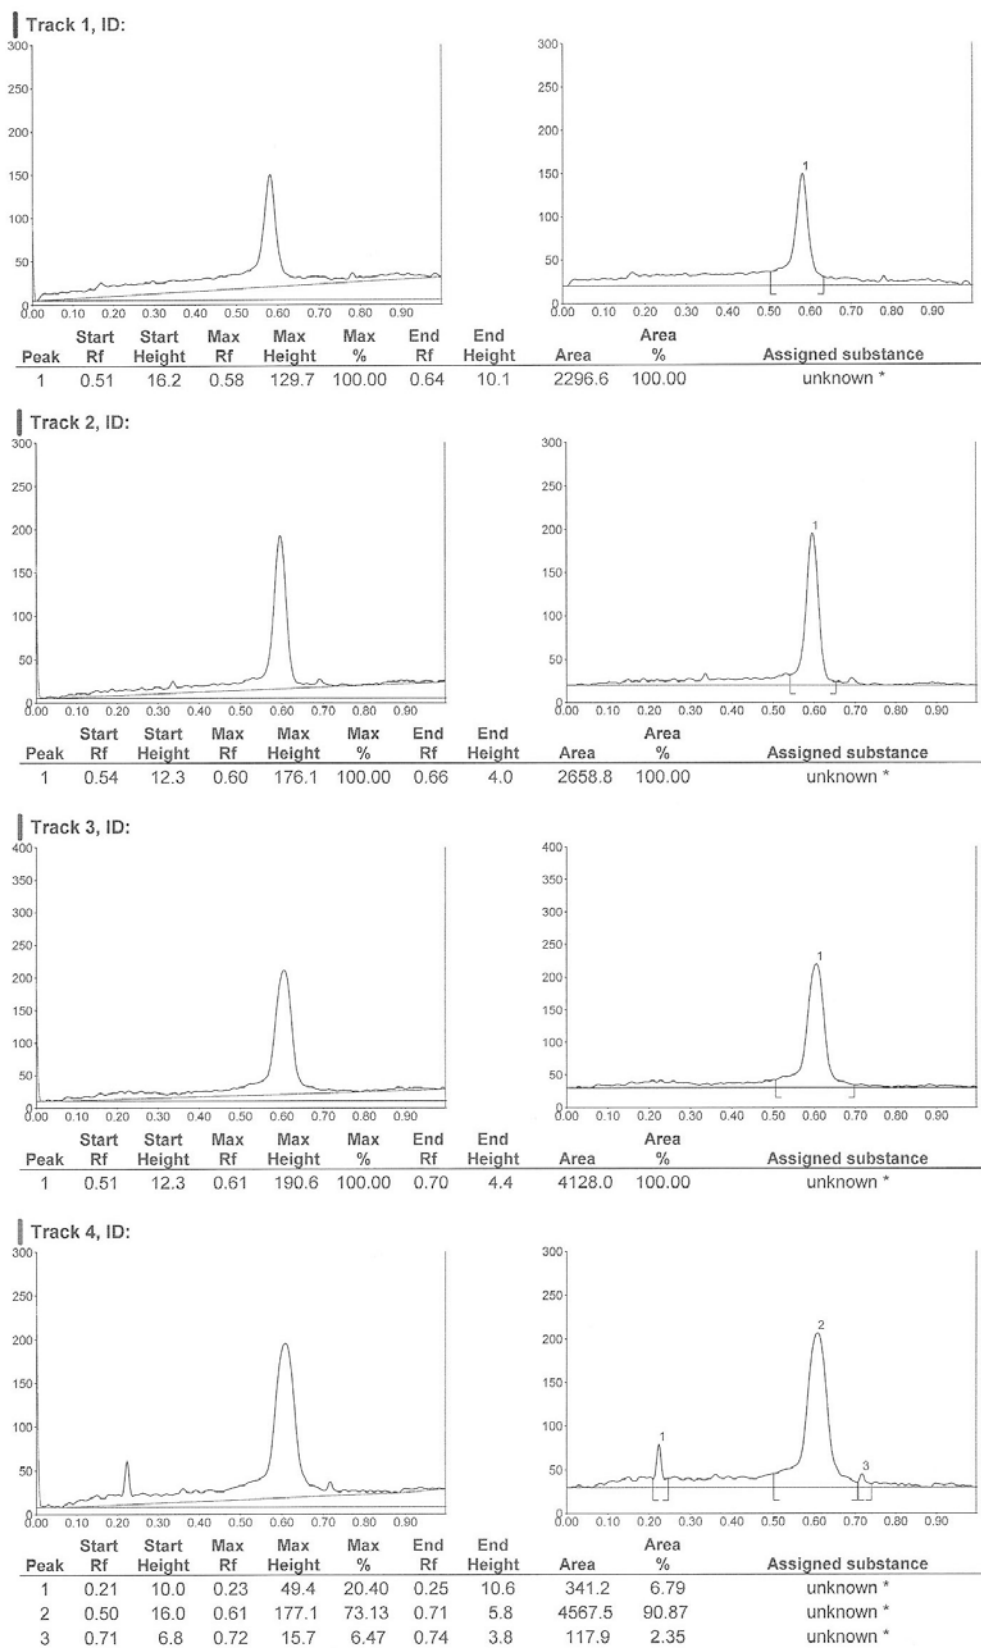 Track 1, ID:
300 300
250 250
200 200
150 150 1
100 100
50 50
0 0
0.00 0.10 0.20 0.30 0.40 0.50 0.60 0.70 0.80 0.90 0.00 0.10 0.20 0.30 0.40 0.50 0.60 0.70 0.80 0.90
Start Start Max Max Max End End Area
Peak Rf Height Rf Height % Rf Height Area % Assigned substance
1 0.51 16.2 0.58 129.7 100.00 0.64 10.1 2296.6 100.00 unknown *
Track 2, ID:
300 300
250 250
200 200 1
150 150
100 100
50 50
0 0
0.00 0.10 0.20 0.30 0.40 0.50 0.60 0.70 0.80 0.90 0.00 0.10 0.20 0.30 0.40 0.50 0.60 0.70 0.80 0.90
Start Start Max Max Max End End Area
Peak Rf Height Rf Height % Rf Height Area % Assigned substance
1 0.54 12.3 0.60 176.1 100.00 0.66 4.0 2658.8 100.00 unknown *
Track 3, ID:
400 400
350 350
300 300
250 250 1
200 200
150 150
100 100
50 50
0 0
0.00 0.10 0.20 0.30 0.40 0.50 0.60 0.70 0.80 0.90 0.00 0.10 0.20 0.30 0.40 0.50 0.60 0.70 0.80 0.90
Start Start Max Max Max End End Area
Peak Rf Height Rf Height % Rf Height Area % Assigned substance
1 0.51 12.3 0.61 190.6 100.00 0.70 4.4 4128.0 100.00 unknown *
Track 4, ID:
300 300
250 250
200 200 2
150 150
100 100 1
50 50 3
0 0
0.00 0.10 0.20 0.30 0.40 0.50 0.60 0.70 0.80 0.90 0.00 0.10 0.20 0.30 0.40 0.50 0.60 0.70 0.80 0.90
Start Start Max Max Max End End Area
Peak Rf Height Rf Height % Rf Height Area % Assigned substance
1 0.21 10.0 0.23 49.4 20.40 0.25 10.6 341.2 6.79 unknown *
2 0.50 16.0 0.61 177.1 73.13 0.71 5.8 4567.5 90.87 unknown *
3 0.71 6.8 0.72 15.7 6.47 0.74 3.8 117.9 2.35 unknown *